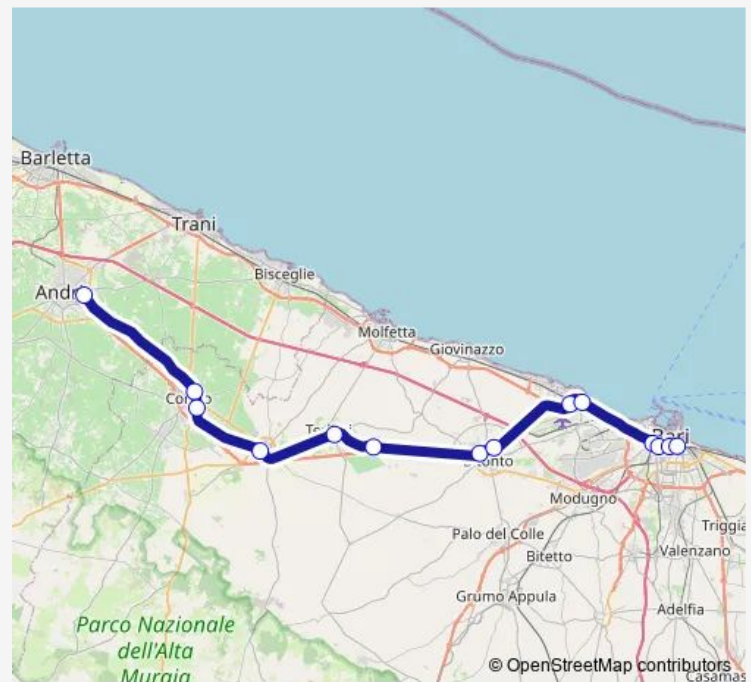 Barletta
Trani
Bisceglie
Molfetta
Giovinazzo
Modugno
Palo del Colle
Bitetto
Valenzano
Grumo Appula
Adelfia
Parco Nazionale
dell'Alta
Murgia
© OpenStreetMap contributors